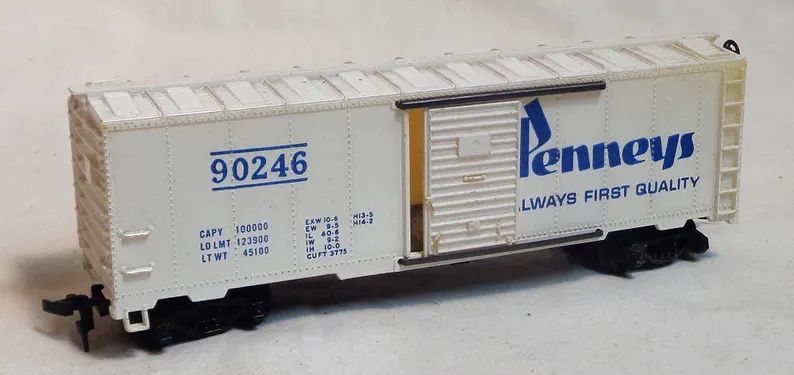 90246
CAPY 100000
LD LMT 123900
LT WT 45100
EXW 10-6 H13-5
EW 9-5 H14-2
IL 40-6
IW 9-2
IH 10-0
CU FT 3775
Penneys
LWAYS FIRST QUALITY